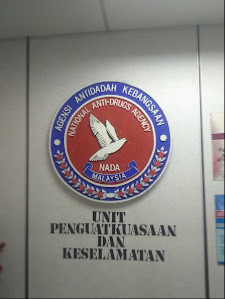 AGENSI ANTIDADAH KEBANGSAAN
NATIONAL ANTI-DRUGS AGENCY
NADA
MALAYSIA
UNIT
PENGUATKUASAAN
DAN
KESELAMATAN